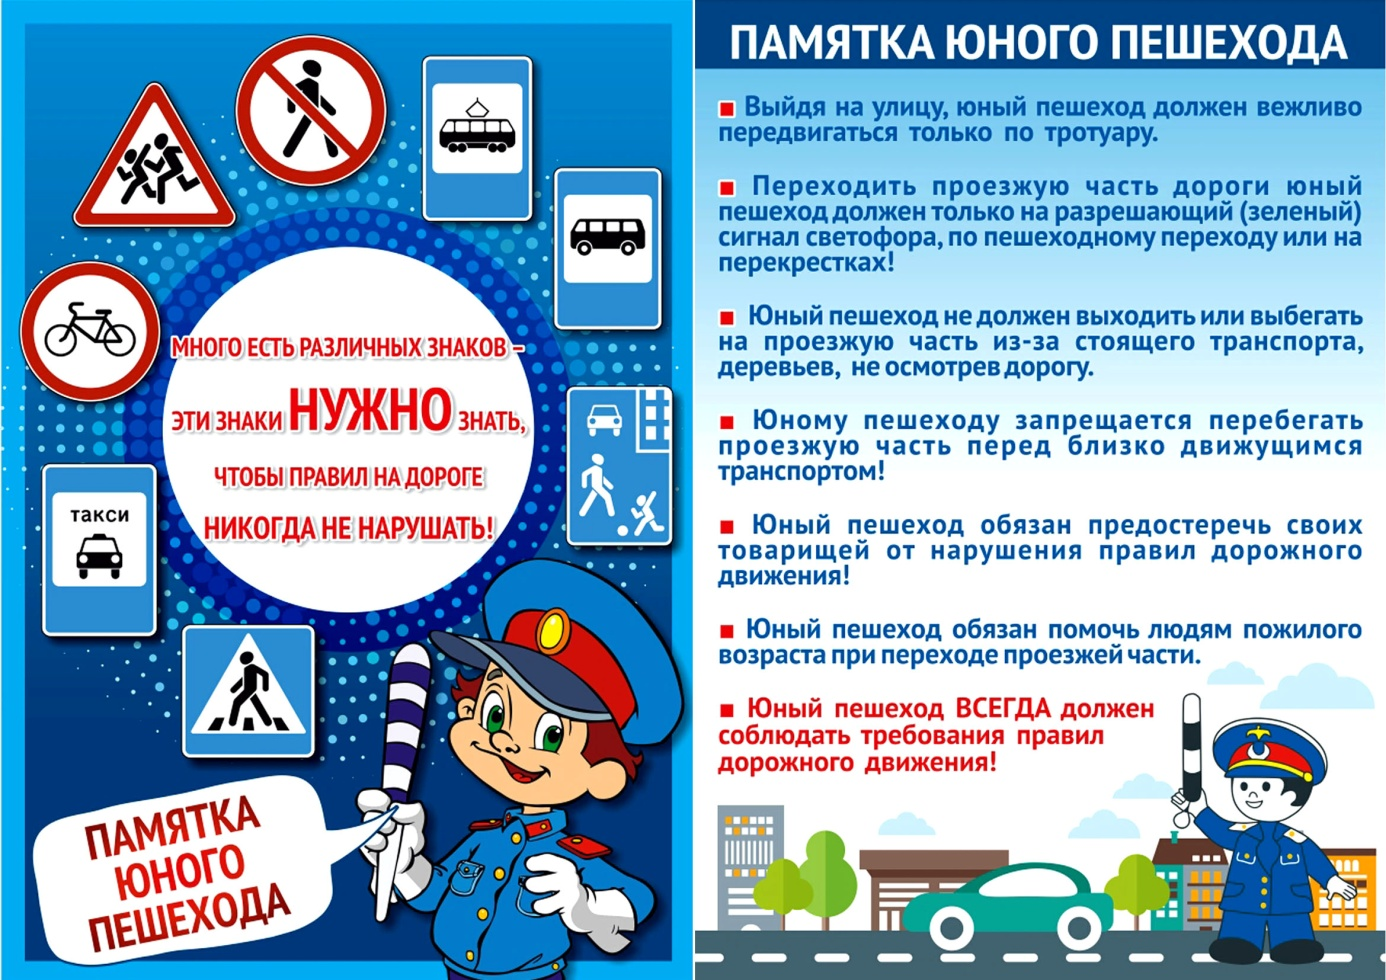 МНОГО ЕСТЬ РАЗЛИЧНЫХ ЗНАКОВ –
ЭТИ ЗНАКИ НУЖНО ЗНАТЬ,
ЧТОБЫ ПРАВИЛ НА ДОРОГЕ
НИКОГДА НЕ НАРУШАТЬ!
такси
ПАМЯТКА
ЮНОГО
ПЕШЕХОДА
ПАМЯТКА ЮНОГО ПЕШЕХОДА
Выйдя на улицу, юный пешеход должен вежливо
передвигаться только по тротуару.
Переходить проезжую часть дороги юный
пешеход должен только на разрешающий (зеленый)
сигнал светофора, по пешеходному переходу или на
перекрестках!
Юный пешеход не должен выходить или выбегать
на проезжую часть из-за стоящего транспорта,
деревьев, не осмотрев дорогу.
Юному пешеходу запрещается перебегать
проезжую часть перед близко движущимся
транспортом!
Юный пешеход обязан предостеречь своих
товарищей от нарушения правил дорожного
движения!
Юный пешеход обязан помочь людям пожилого
возраста при переходе проезжей части.
Юный пешеход ВСЕГДА должен
соблюдать требования правил
дорожного движения!